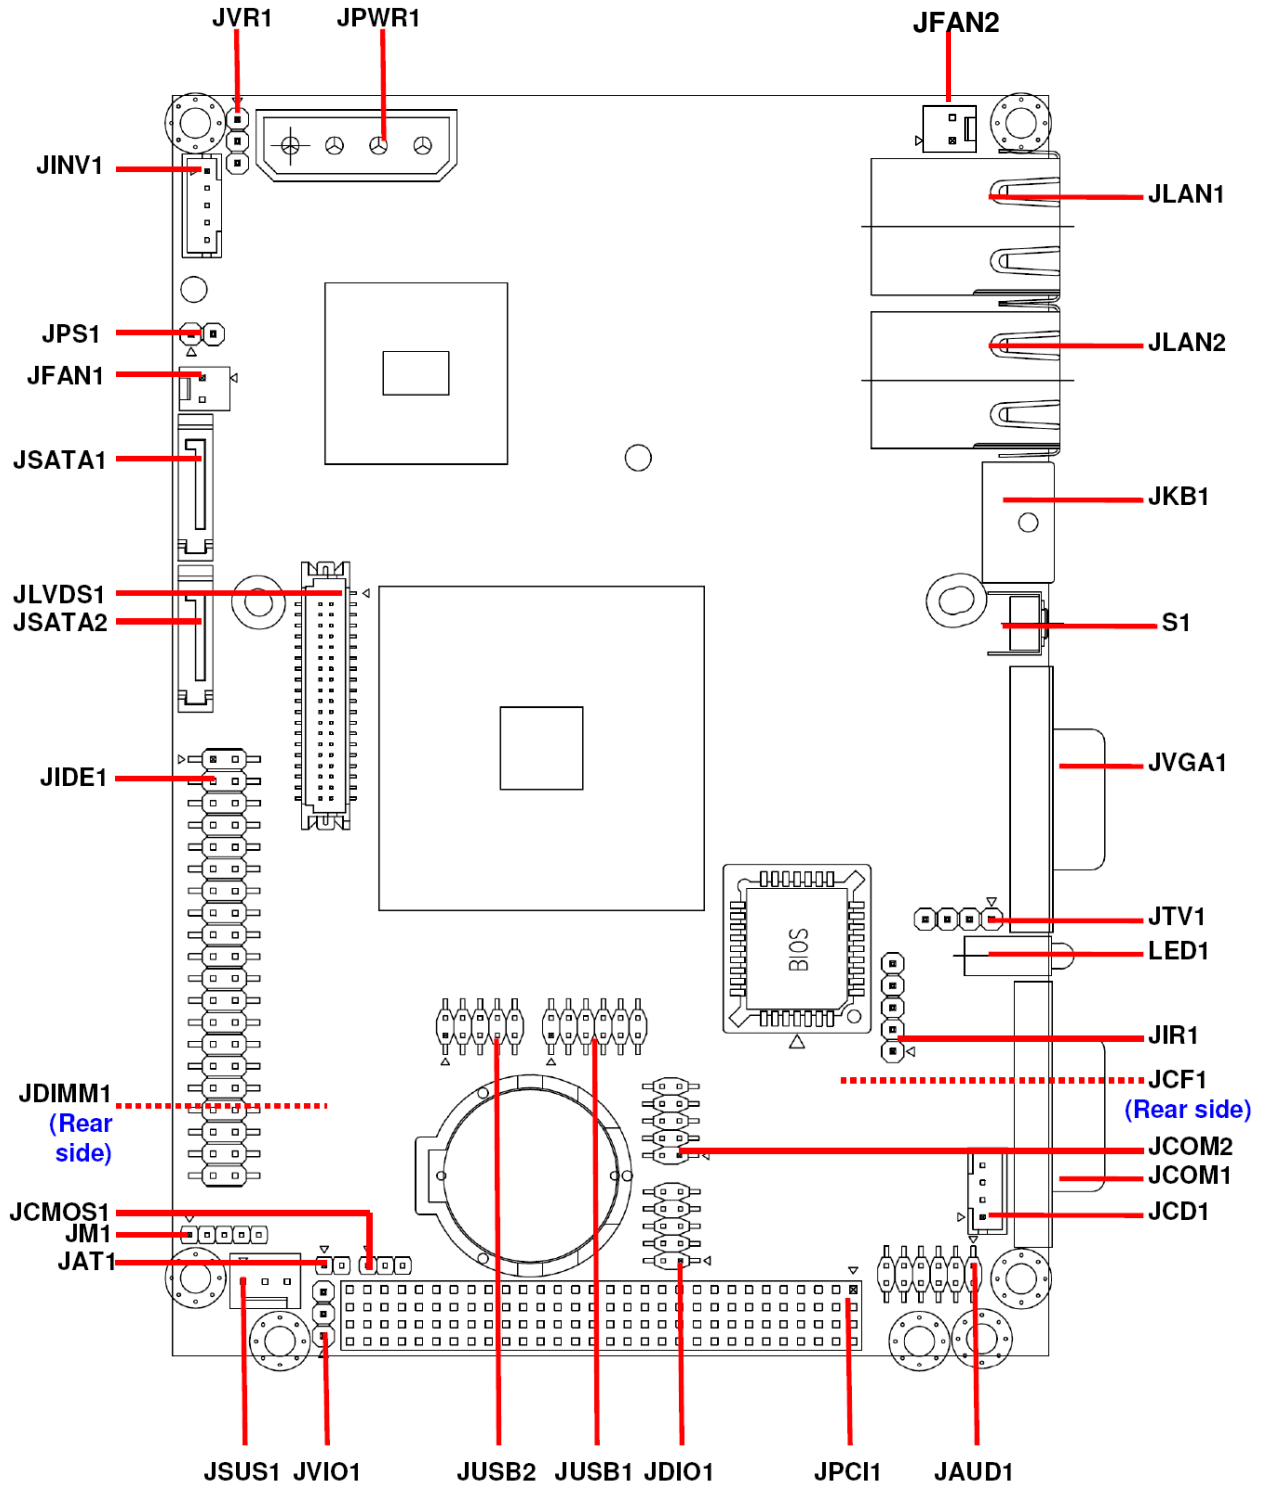 JVR1
JPWR1
JFAN2
JINV1
JLAN1
JPS1
JLAN2
JFAN1
JSATA1
JKB1
JLVDS1
JSATA2
S1
JIDE1
JVGA1
JTV1
BIOS
LED1
JIR1
JDIMM1
(Rear
side)
JCF1
(Rear side)
JCOM2
JCOM1
JCMOS1
JCD1
JM1
JAT1
JSUS1
JVIO1
JUSB2
JUSB1
JDIO1
JPCI1
JAUD1